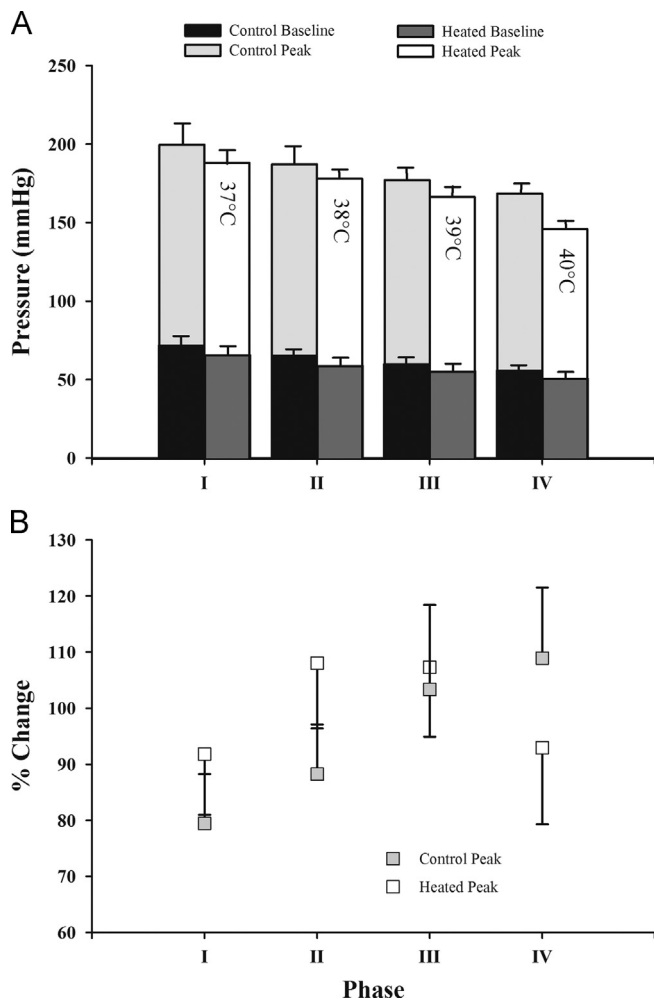 A
Control Baseline
Heated Baseline
Control Peak
Heated Peak
250
200
150
100
50
0
Pressure (mmHg)
37°C
38°C
39°C
40°C
I
II
III
IV
B
130
120
110
100
90
80
70
60
% Change
Control Peak
Heated Peak
I
II
III
IV
Phase